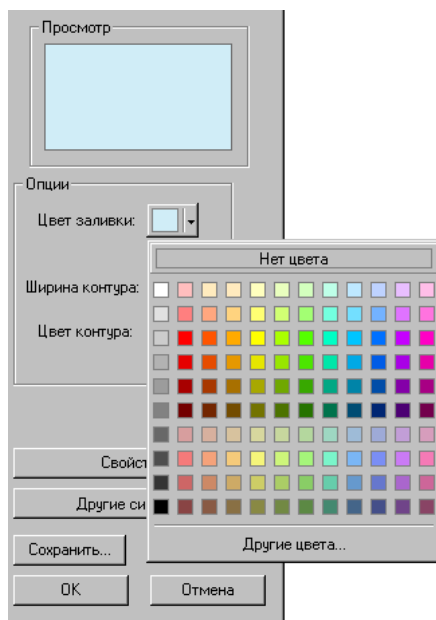 Просмотр
Опции
Цвет заливки:
Нет цвета
Ширина контура:
Цвет контура:
Свойст
Другие си
Другие цвета...
Сохранить...
OK
Отмена